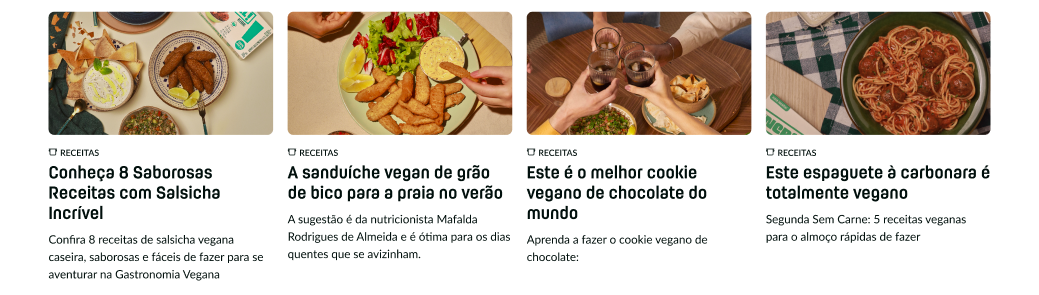 RECEITAS
Conheça 8 Saborosas
Receitas com Salsicha
Incrível
Confira 8 receitas de salsicha vegana
caseira, saborosas e fáceis de fazer para se
aventurar na Gastronomia Vegana
RECEITAS
A sanduíche vegan de grão
de bico para a praia no verão
A sugestão é da nutricionista Mafalda
Rodrigues de Almeida e é ótima para os dias
quentes que se avizinham.
RECEITAS
Este é o melhor cookie
vegano de chocolate do
mundo
Aprenda a fazer o cookie vegano de
chocolate:
RECEITAS
Este espaguete à carbonara é
totalmente vegano
Segunda Sem Carne: 5 receitas veganas
para o almoço rápidas de fazer